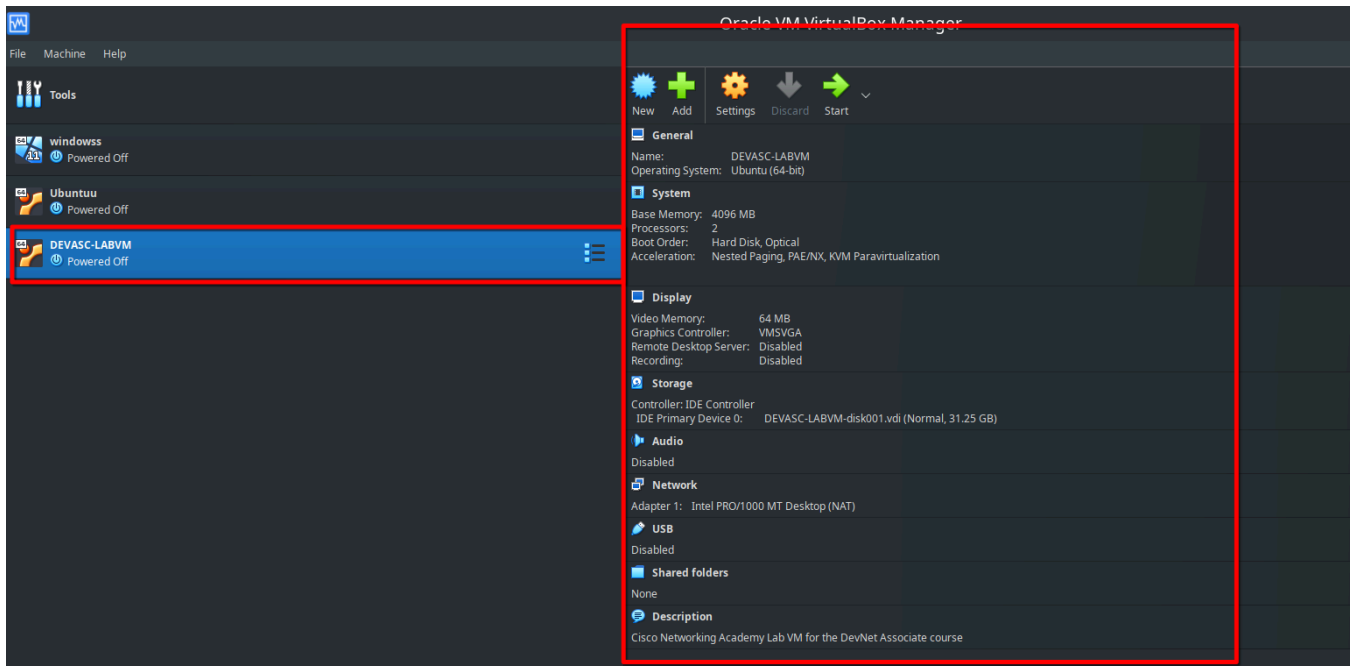 Oracle VM VirtualBox Manager
File Machine Help
Tools
windowss
Powered Off
Ubuntuu
Powered Off
DEVASC-LABVM
Powered Off
New Add Settings Discard Start
General
Name: DEVASC-LABVM
Operating System: Ubuntu (64-bit)
System
Base Memory: 4096 MB
Processors: 2
Boot Order: Hard Disk, Optical
Acceleration: Nested Paging, PAE/NX, KVM Paravirtualization
Display
Video Memory: 64 MB
Graphics Controller: VMSVGA
Remote Desktop Server: Disabled
Recording: Disabled
Storage
Controller: IDE Controller
IDE Primary Device 0: DEVASC-LABVM-disk001.vdi (Normal, 31.25 GB)
Audio
Disabled
Network
Adapter 1: Intel PRO/1000 MT Desktop (NAT)
USB
Disabled
Shared folders
None
Description
Cisco Networking Academy Lab VM for the DevNet Associate course